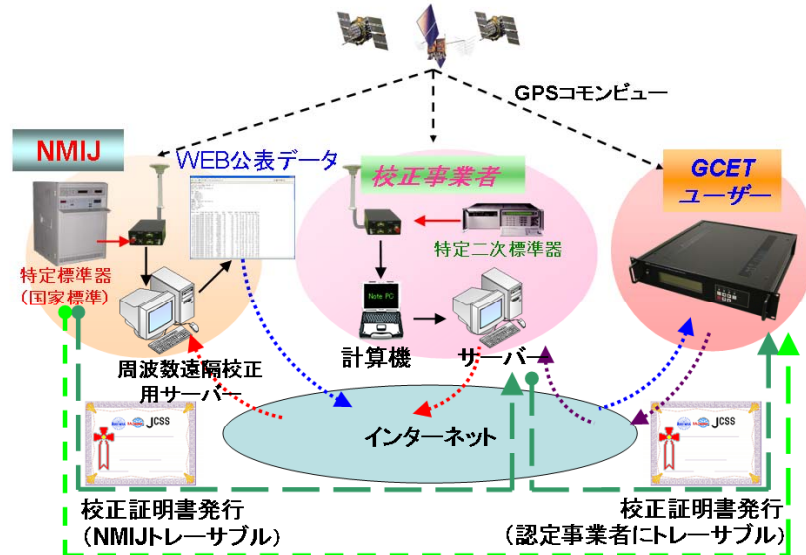 GPSコモンビュー
NMIJ
WEB公表データ
校正事業者
GCET
ユーザー
特定標準器
(国家標準)
特定二次標準器
Note PC
周波数遠隔校正
用サーバー
計算機
サーバー
インターネット
JCSS
JCSS
校正証明書発行
(NMIJトレーサブル)
校正証明書発行
(認定事業者にトレーサブル)